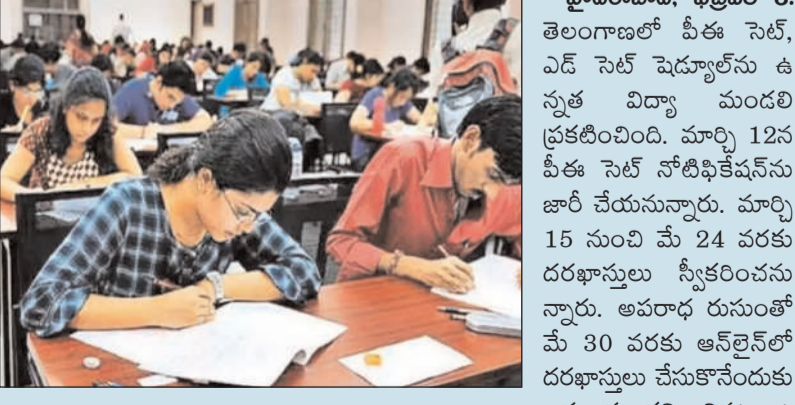 తెలంగాణలో పీఈ సెట్,
ఎడ్ సెట్ షెడ్యూల్‌ను ఉ
న్నత విద్యా మండలి
ప్రకటించింది. మార్చి 12న
పీఈ సెట్ నోటిఫికేషన్‌ను
జారీ చేయనున్నారు. మార్చి
15 నుంచి మే 24 వరకు
దరఖాస్తులు స్వీకరించను
న్నారు. అపరాధ రుసుంతో
మే 30 వరకు ఆన్‌లైన్‌లో
దరఖాస్తులు చేసుకొనేందుకు